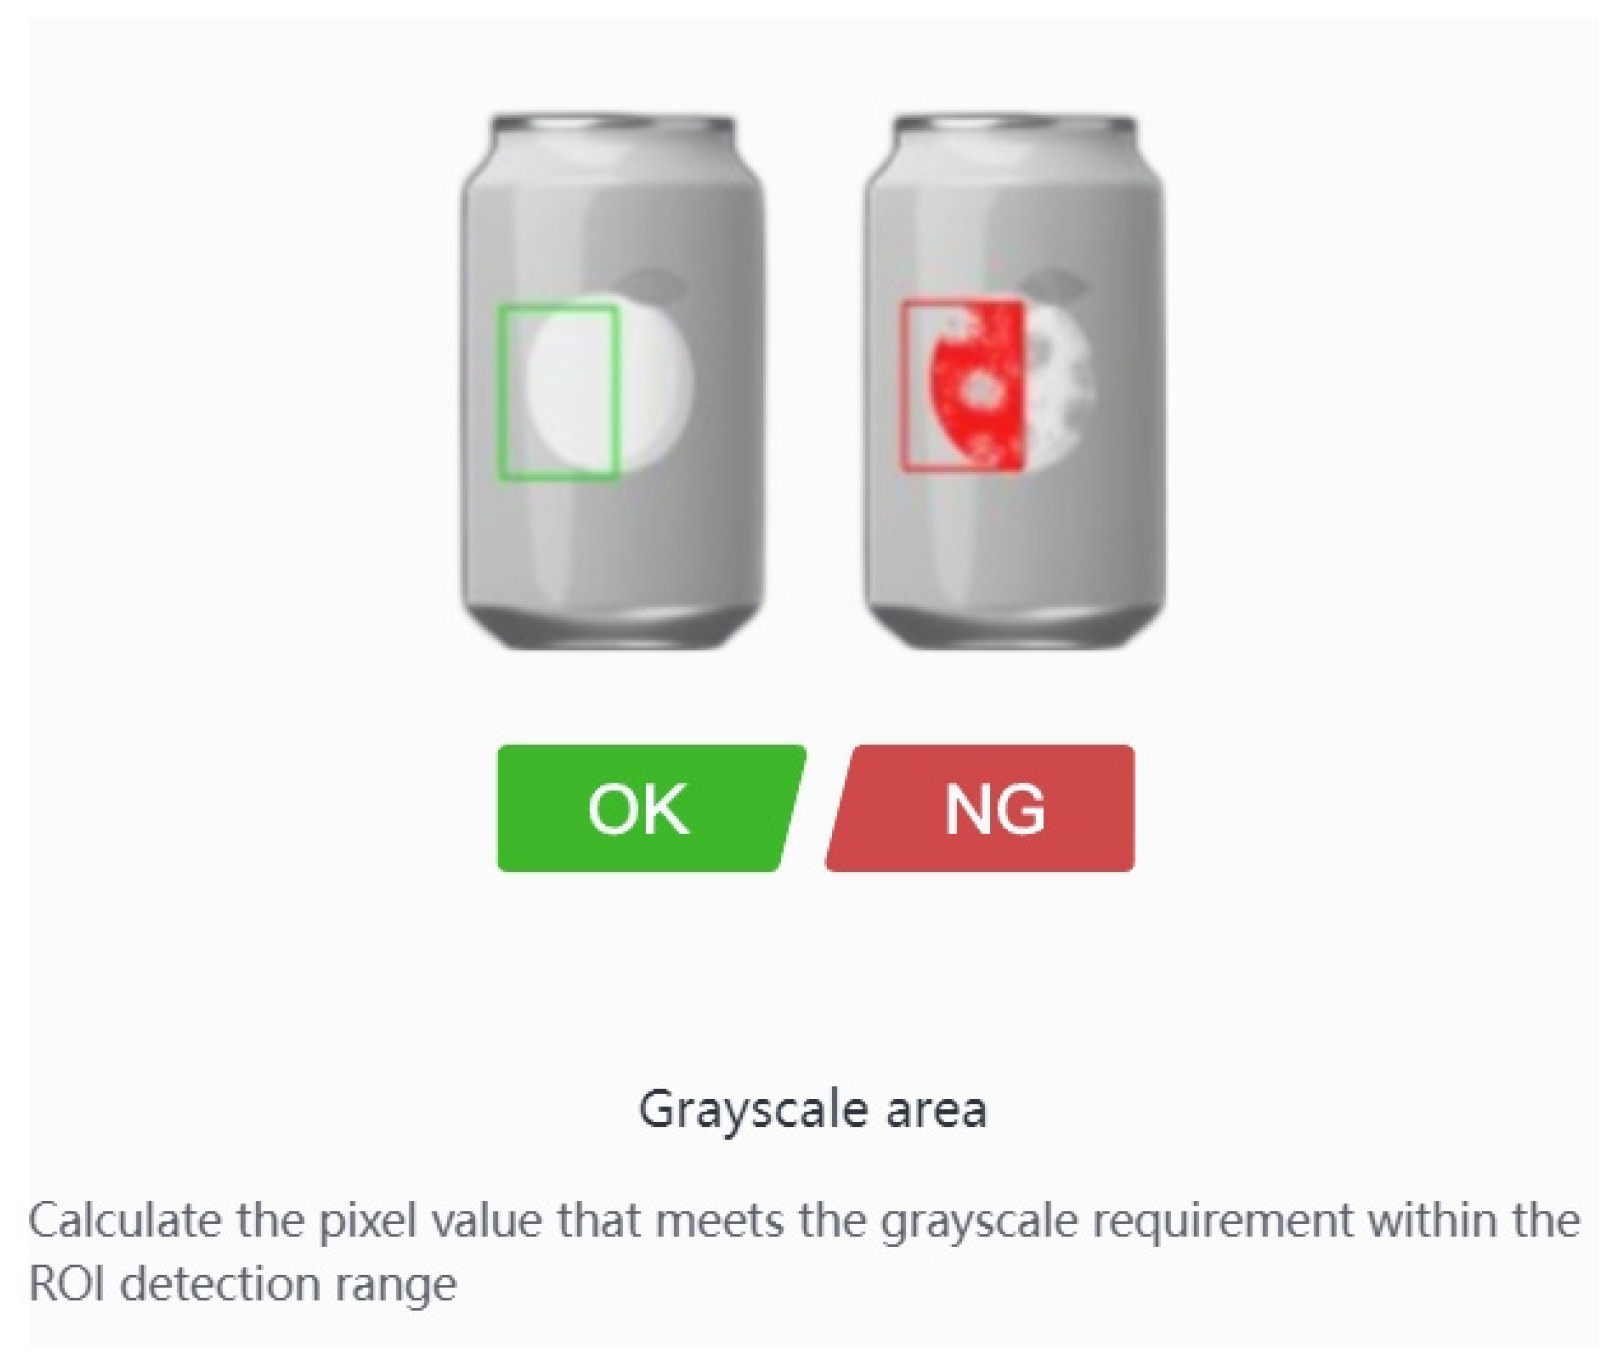 OK
NG
Grayscale area
Calculate the pixel value that meets the grayscale requirement within the
ROI detection range